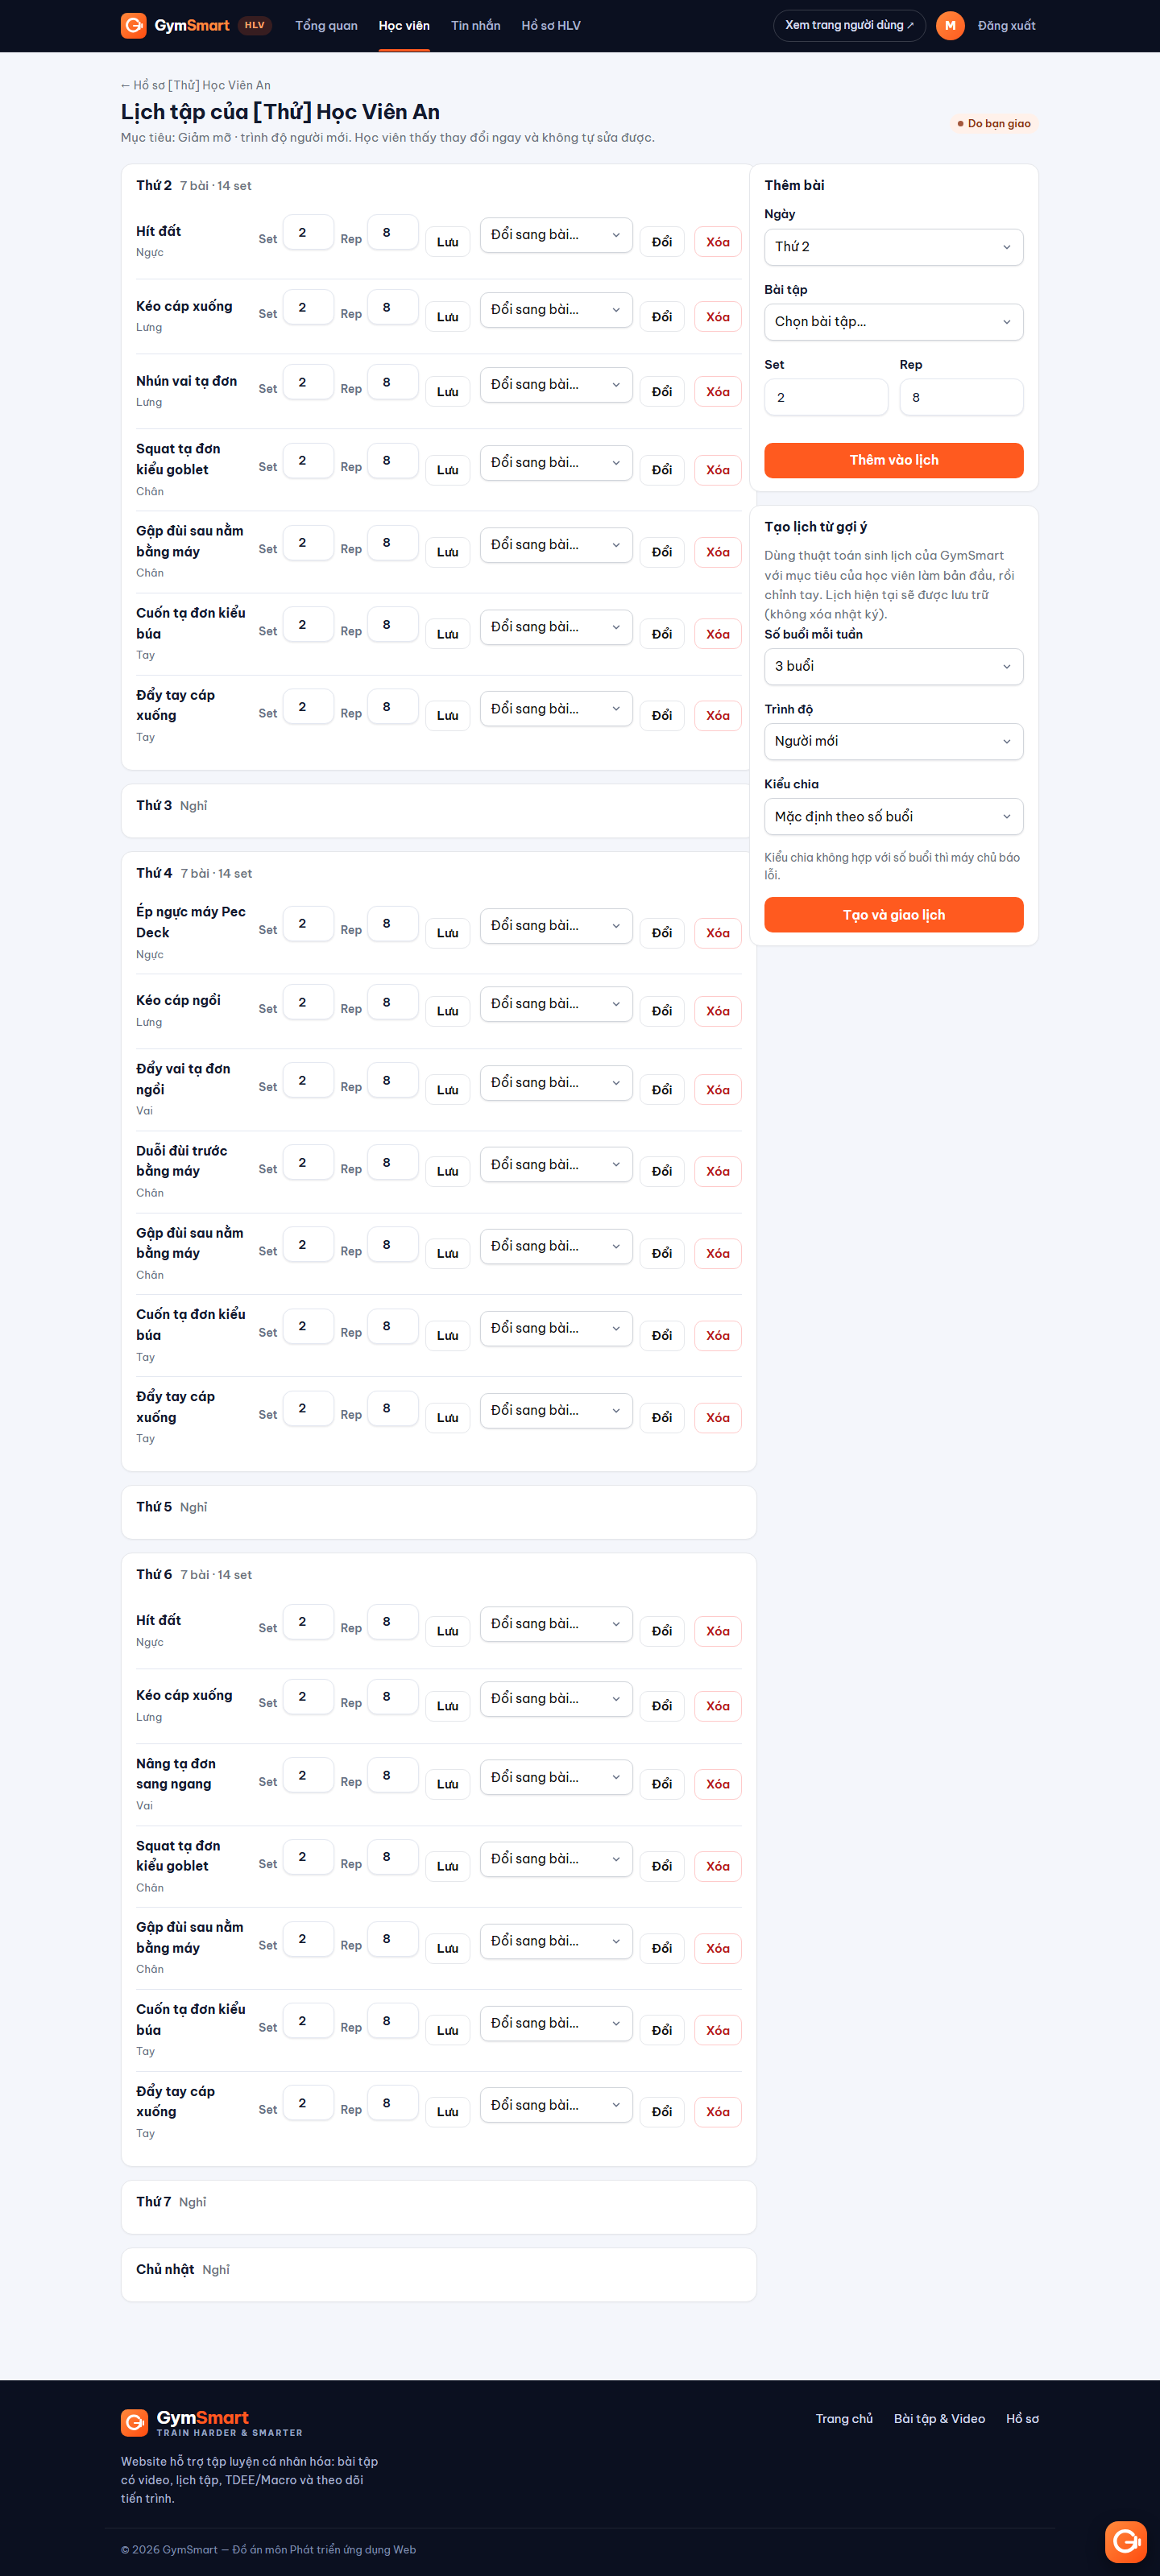 GymSmart HLV Tổng quan Học viên Tin nhắn Hồ sơ HLV Xem trang người dùng ↗ M Đăng xuất
← Hồ sơ [Thử] Học Viên An
Lịch tập của [Thử] Học Viên An
Mục tiêu: Giảm mỡ · trình độ người mới. Học viên thấy thay đổi ngay và không tự sửa được.
Do bạn giao
Thứ 2 7 bài · 14 set
Hít đất
Ngực
Set 2 Rep 8 Lưu Đổi sang bài... Đổi Xóa
Kéo cáp xuống
Lưng
Set 2 Rep 8 Lưu Đổi sang bài... Đổi Xóa
Nhún vai tạ đơn
Lưng
Set 2 Rep 8 Lưu Đổi sang bài... Đổi Xóa
Squat tạ đơn
kiểu goblet
Chân
Set 2 Rep 8 Lưu Đổi sang bài... Đổi Xóa
Gập đùi sau nằm
bằng máy
Chân
Set 2 Rep 8 Lưu Đổi sang bài... Đổi Xóa
Cuốn tạ đơn kiểu
búa
Tay
Set 2 Rep 8 Lưu Đổi sang bài... Đổi Xóa
Đẩy tay cáp
xuống
Tay
Set 2 Rep 8 Lưu Đổi sang bài... Đổi Xóa
Thứ 3 Nghỉ
Thứ 4 7 bài · 14 set
Ép ngực máy Pec
Deck
Ngực
Set 2 Rep 8 Lưu Đổi sang bài... Đổi Xóa
Kéo cáp ngồi
Lưng
Set 2 Rep 8 Lưu Đổi sang bài... Đổi Xóa
Đẩy vai tạ đơn
ngồi
Vai
Set 2 Rep 8 Lưu Đổi sang bài... Đổi Xóa
Duỗi đùi trước
bằng máy
Chân
Set 2 Rep 8 Lưu Đổi sang bài... Đổi Xóa
Gập đùi sau nằm
bằng máy
Chân
Set 2 Rep 8 Lưu Đổi sang bài... Đổi Xóa
Cuốn tạ đơn kiểu
búa
Tay
Set 2 Rep 8 Lưu Đổi sang bài... Đổi Xóa
Đẩy tay cáp
xuống
Tay
Set 2 Rep 8 Lưu Đổi sang bài... Đổi Xóa
Thứ 5 Nghỉ
Thứ 6 7 bài · 14 set
Hít đất
Ngực
Set 2 Rep 8 Lưu Đổi sang bài... Đổi Xóa
Kéo cáp xuống
Lưng
Set 2 Rep 8 Lưu Đổi sang bài... Đổi Xóa
Nâng tạ đơn
sang ngang
Vai
Set 2 Rep 8 Lưu Đổi sang bài... Đổi Xóa
Squat tạ đơn
kiểu goblet
Chân
Set 2 Rep 8 Lưu Đổi sang bài... Đổi Xóa
Gập đùi sau nằm
bằng máy
Chân
Set 2 Rep 8 Lưu Đổi sang bài... Đổi Xóa
Cuốn tạ đơn kiểu
búa
Tay
Set 2 Rep 8 Lưu Đổi sang bài... Đổi Xóa
Đẩy tay cáp
xuống
Tay
Set 2 Rep 8 Lưu Đổi sang bài... Đổi Xóa
Thứ 7 Nghỉ
Chủ nhật Nghỉ
Thêm bài
Ngày
Thứ 2
Bài tập
Chọn bài tập...
Set Rep
2 8
Thêm vào lịch
Tạo lịch từ gợi ý
Dùng thuật toán sinh lịch của GymSmart
với mục tiêu của học viên làm bản đầu, rồi
chỉnh tay. Lịch hiện tại sẽ được lưu trữ
(không xóa nhật ký).
Số buổi mỗi tuần
3 buổi
Trình độ
Người mới
Kiểu chia
Mặc định theo số buổi
Kiểu chia không hợp với số buổi thì máy chủ báo
lỗi.
Tạo và giao lịch
GymSmart
TRAIN HARDER & SMARTER
Website hỗ trợ tập luyện cá nhân hóa: bài tập
có video, lịch tập, TDEE/Macro và theo dõi
tiến trình.
Trang chủ Bài tập & Video Hồ sơ
© 2026 GymSmart — Đồ án môn Phát triển ứng dụng Web